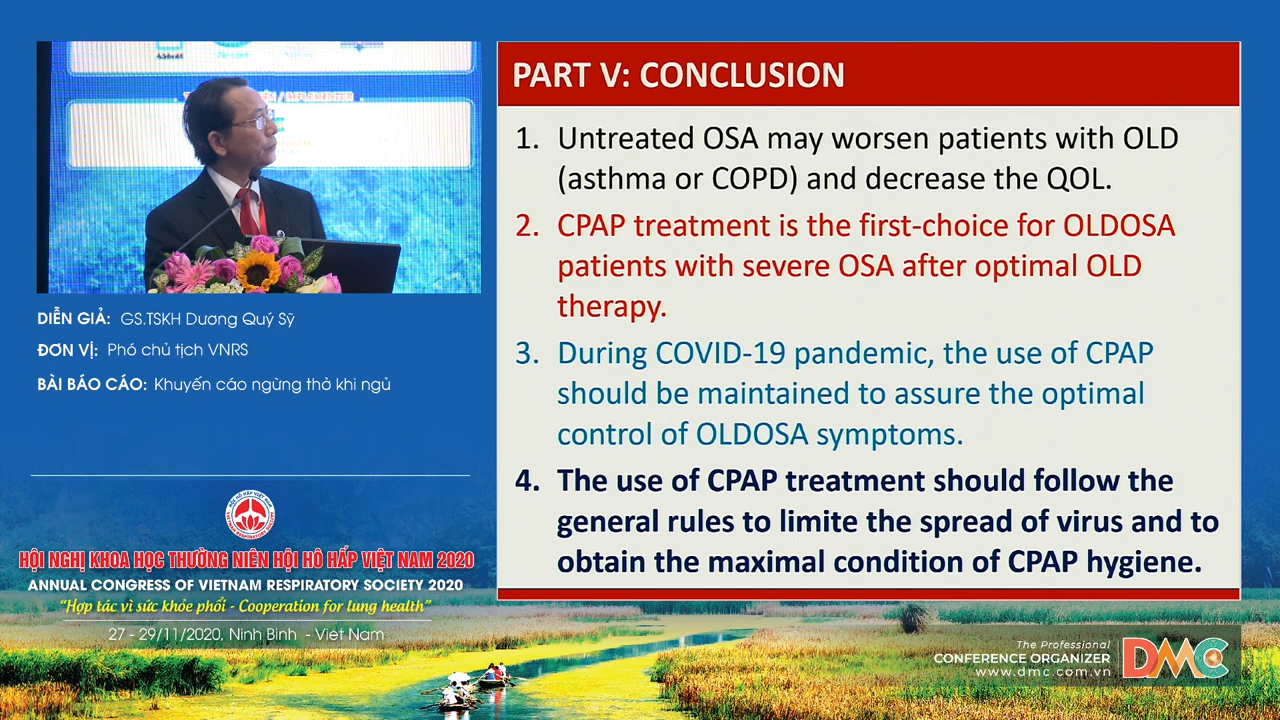 DIỄN GIẢ: GS.TSKH Dương Quý Sỹ
ĐƠN VỊ: Phó chủ tịch VNRS
BÀI BÁO CÁO: Khuyến cáo ngừng thở khi ngủ
HỘI NGHỊ KHOA HỌC THƯỜNG NIÊN HỘI HÔ HẤP VIỆT NAM 2020
ANNUAL CONGRESS OF VIETNAM RESPIRATORY SOCIETY 2020
“Hợp tác vì sức khỏe phổi - Cooperation for lung health”
27 - 29/11/2020, Ninh Bình - Việt Nam
PART V: CONCLUSION
1. Untreated OSA may worsen patients with OLD
(asthma or COPD) and decrease the QOL.
2. CPAP treatment is the first-choice for OLDOSA
patients with severe OSA after optimal OLD
therapy.
3. During COVID-19 pandemic, the use of CPAP
should be maintained to assure the optimal
control of OLDOSA symptoms.
4. The use of CPAP treatment should follow the
general rules to limite the spread of virus and to
obtain the maximal condition of CPAP hygiene.
The Professional
CONFERENCE ORGANIZER
www.dmc.com.vn
DMC